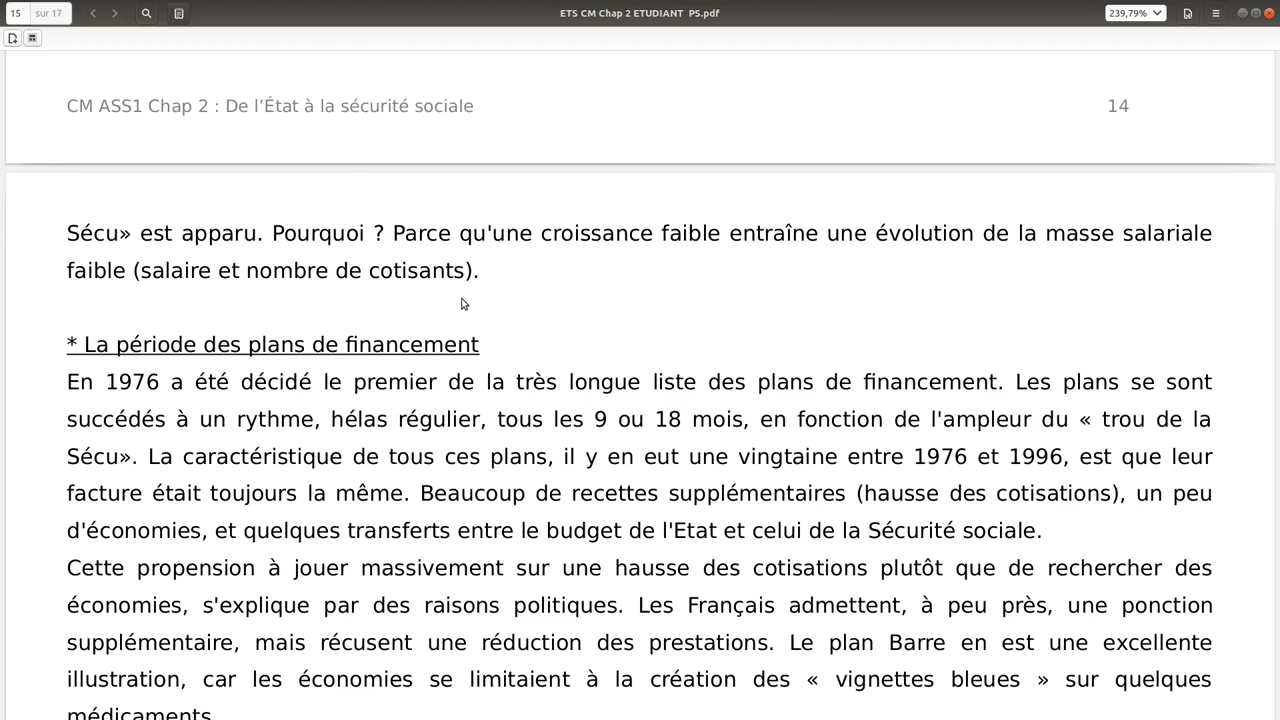 15 sur 17
ETS CM Chap 2 ETUDIANT PS.pdf
239,79%
CM ASS1 Chap 2 : De l’État à la sécurité sociale
14
Sécu» est apparu. Pourquoi ? Parce qu'une croissance faible entraîne une évolution de la masse salariale
faible (salaire et nombre de cotisants).
* La période des plans de financement
En 1976 a été décidé le premier de la très longue liste des plans de financement. Les plans se sont
succédés à un rythme, hélas régulier, tous les 9 ou 18 mois, en fonction de l'ampleur du « trou de la
Sécu». La caractéristique de tous ces plans, il y en eut une vingtaine entre 1976 et 1996, est que leur
facture était toujours la même. Beaucoup de recettes supplémentaires (hausse des cotisations), un peu
d'économies, et quelques transferts entre le budget de l'Etat et celui de la Sécurité sociale.
Cette propension à jouer massivement sur une hausse des cotisations plutôt que de rechercher des
économies, s'explique par des raisons politiques. Les Français admettent, à peu près, une ponction
supplémentaire, mais récusent une réduction des prestations. Le plan Barre en est une excellente
illustration, car les économies se limitaient à la création des « vignettes bleues » sur quelques
médicaments.